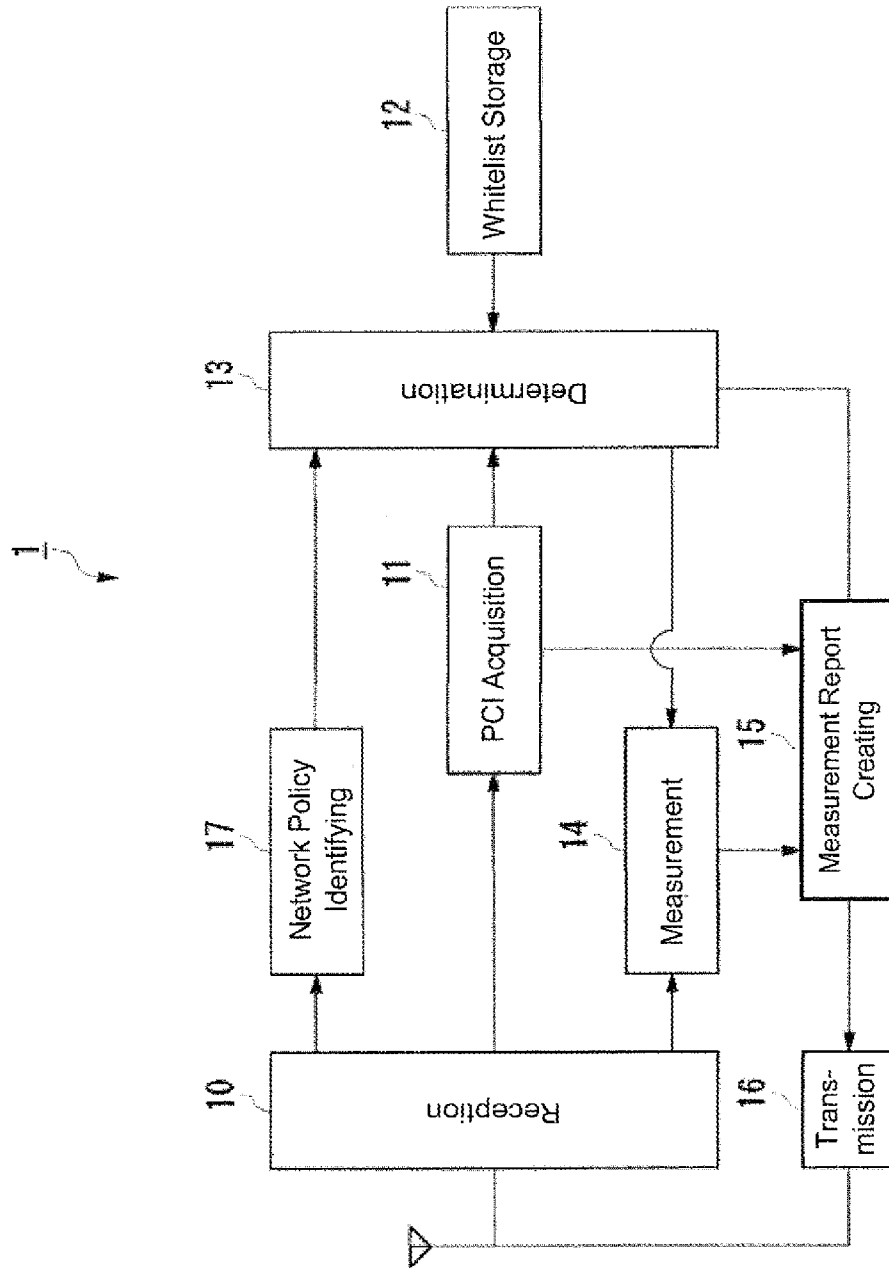 1
10
Reception
17
Network Policy
Identifying
11
PCI Acquisition
13
Determination
12
Whitelist Storage
14
Measurement
16
Trans-
mission
15
Measurement Report
Creating